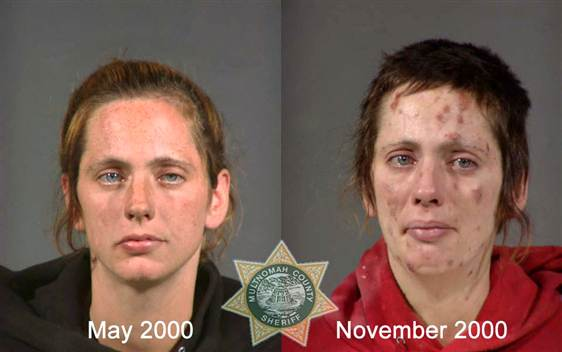 MULTNOMAH COUNTY
SHERIFF
May 2000
November 2000